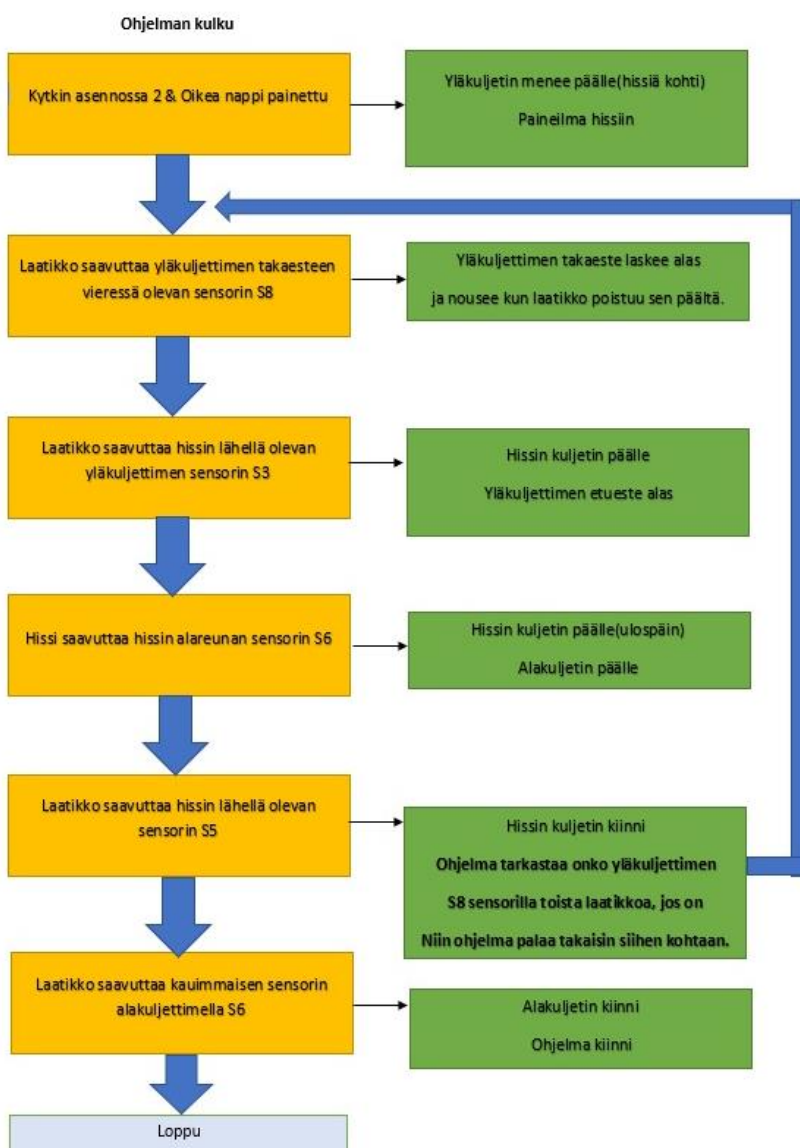 Ohjelman kulku
Kytkin asennossa 2 & Oikea nappi painettu
Yläkuljetin menee päälle(hissiä kohti)
Paineilma hissiin
Laatikko saavuttaa yläkuljettimen takaesteen
vieressä olevan sensorin S8
Yläkuljettimen takaeste laskee alas
ja nousee kun laatikko poistuu sen päältä.
Laatikko saavuttaa hissin lähellä olevan
yläkuljettimen sensorin S3
Hissin kuljetin päälle
Yläkuljettimen etueste alas
Hissi saavuttaa hissin alareunan sensorin S6
Hissin kuljetin päälle(ulospäin)
Alakuljetin päälle
Laatikko saavuttaa hissin lähellä olevan
sensorin S5
Hissin kuljetin kiinni
Ohjelma tarkastaa onko yläkuljettimen
S8 sensorilla toista laatikkoa, jos on
Niin ohjelma palaa takaisin siihen kohtaan.
Laatikko saavuttaa kauimmaisen sensorin
alakuljettimella S6
Alakuljetin kiinni
Ohjelma kiinni
Loppu